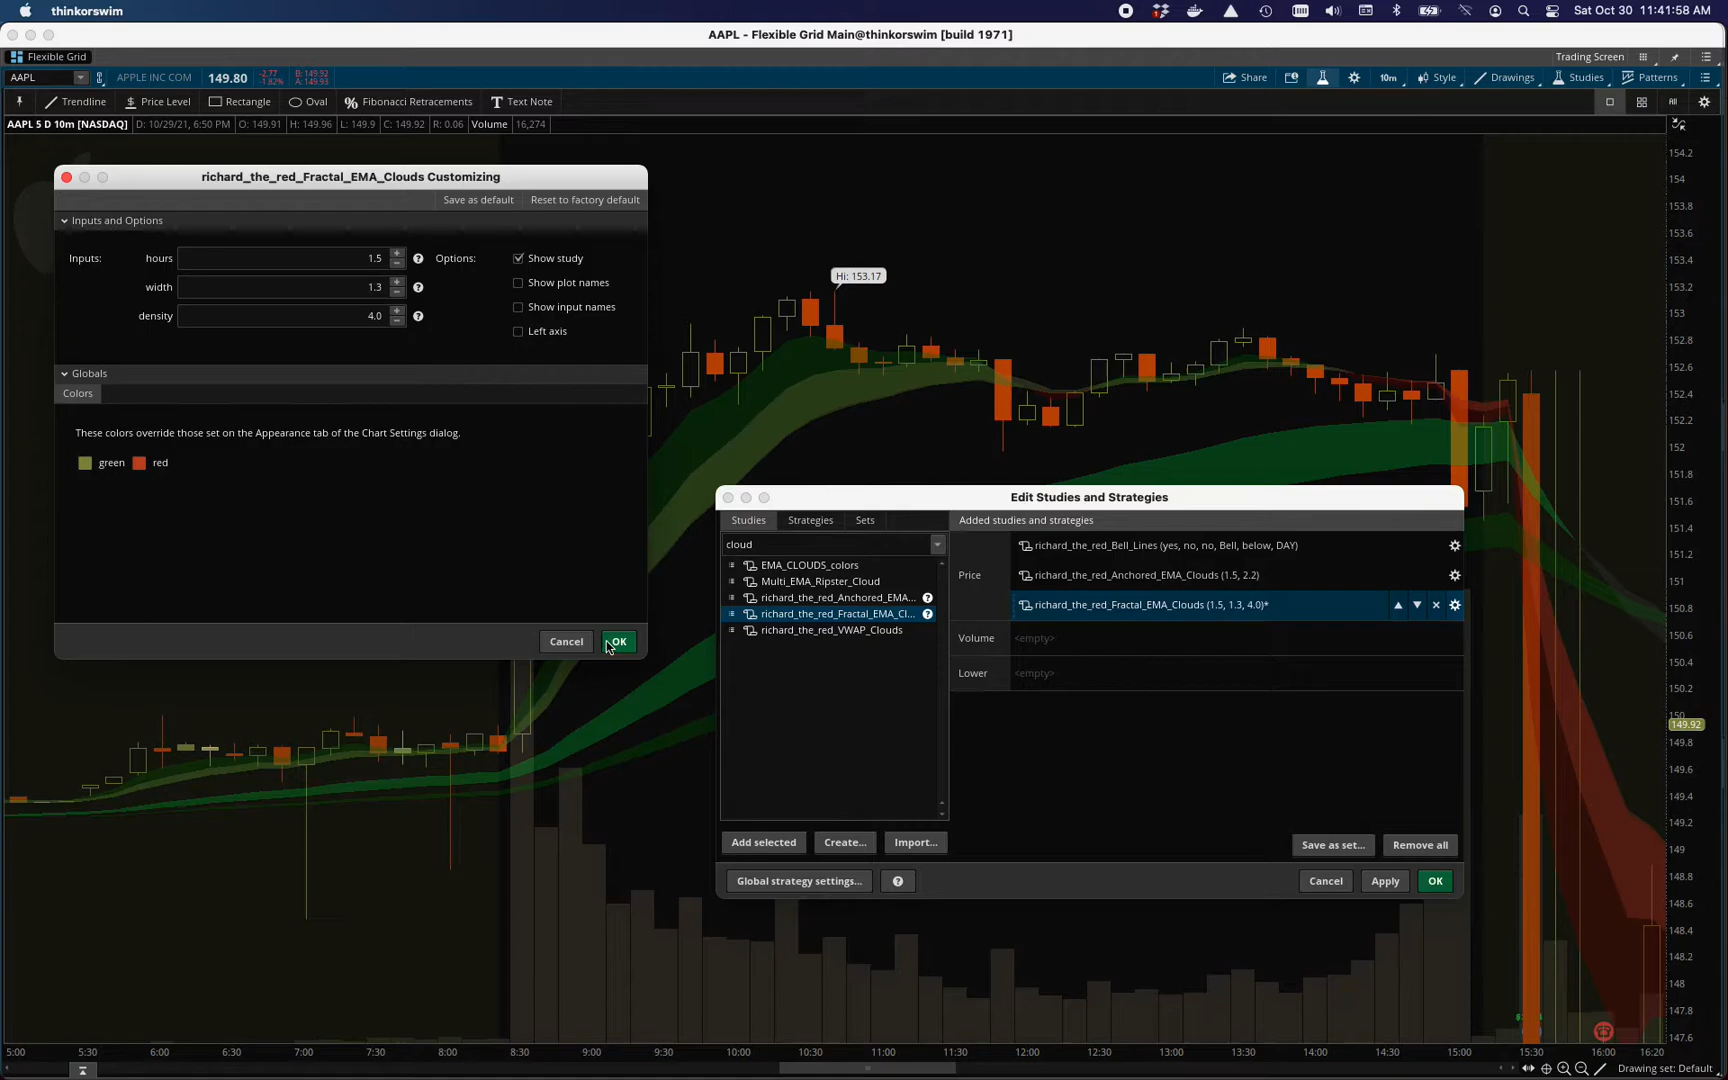 thinkorswim
Sat Oct 30 11:41:58 AM
AAPL - Flexible Grid Main@thinkorswim [build 1971]
Flexible Grid
Trading Screen
AAPL
APPLE INC COM
149.80
-2.77
-1.82%
B: 149.92
A: 149.93
Share
10m
Style
Drawings
Studies
Patterns
Trendline
Price Level
Rectangle
Oval
Fibonacci Retracements
Text Note
All
AAPL 5 D 10m [NASDAQ]
D: 10/29/21, 6:50 PM
O: 149.91
H: 149.96
L: 149.9
C: 149.92
R: 0.06
Volume
16,274
richard_the_red_Fractal_EMA_Clouds Customizing
Save as default
Reset to factory default
Inputs and Options
Inputs:
hours
1.5
Options:
Show study
width
1.3
Show plot names
density
4.0
Show input names
Left axis
Globals
Colors
These colors override those set on the Appearance tab of the Chart Settings dialog.
green
red
Cancel
OK
Hi: 153.17
Edit Studies and Strategies
Studies
Strategies
Sets
cloud
EMA_CLOUDS_colors
Multi_EMA_Ripster_Cloud
richard_the_red_Anchored_EMA...
richard_the_red_Fractal_EMA_Cl...
richard_the_red_VWAP_Clouds
Add selected
Create...
Import...
Added studies and strategies
Price
richard_the_red_Bell_Lines (yes, no, no, Bell, below, DAY)
richard_the_red_Anchored_EMA_Clouds (1.5, 2.2)
richard_the_red_Fractal_EMA_Clouds (1.5, 1.3, 4.0)*
Volume
<empty>
Lower
<empty>
Save as set...
Remove all
Global strategy settings...
Cancel
Apply
OK
154.2
154
153.8
153.6
153.4
153.2
153
152.8
152.6
152.4
152.2
152
151.8
151.6
151.4
151.2
151
150.8
150.6
150.4
150.2
150
149.92
149.8
149.6
149.4
149.2
149
148.8
148.6
148.4
148.2
148
147.8
147.6
5:00
5:30
6:00
6:30
7:00
7:30
8:00
8:30
9:00
9:30
10:00
10:30
11:00
11:30
12:00
12:30
13:00
13:30
14:00
14:30
15:00
15:30
16:00
16:20
Drawing set: Default